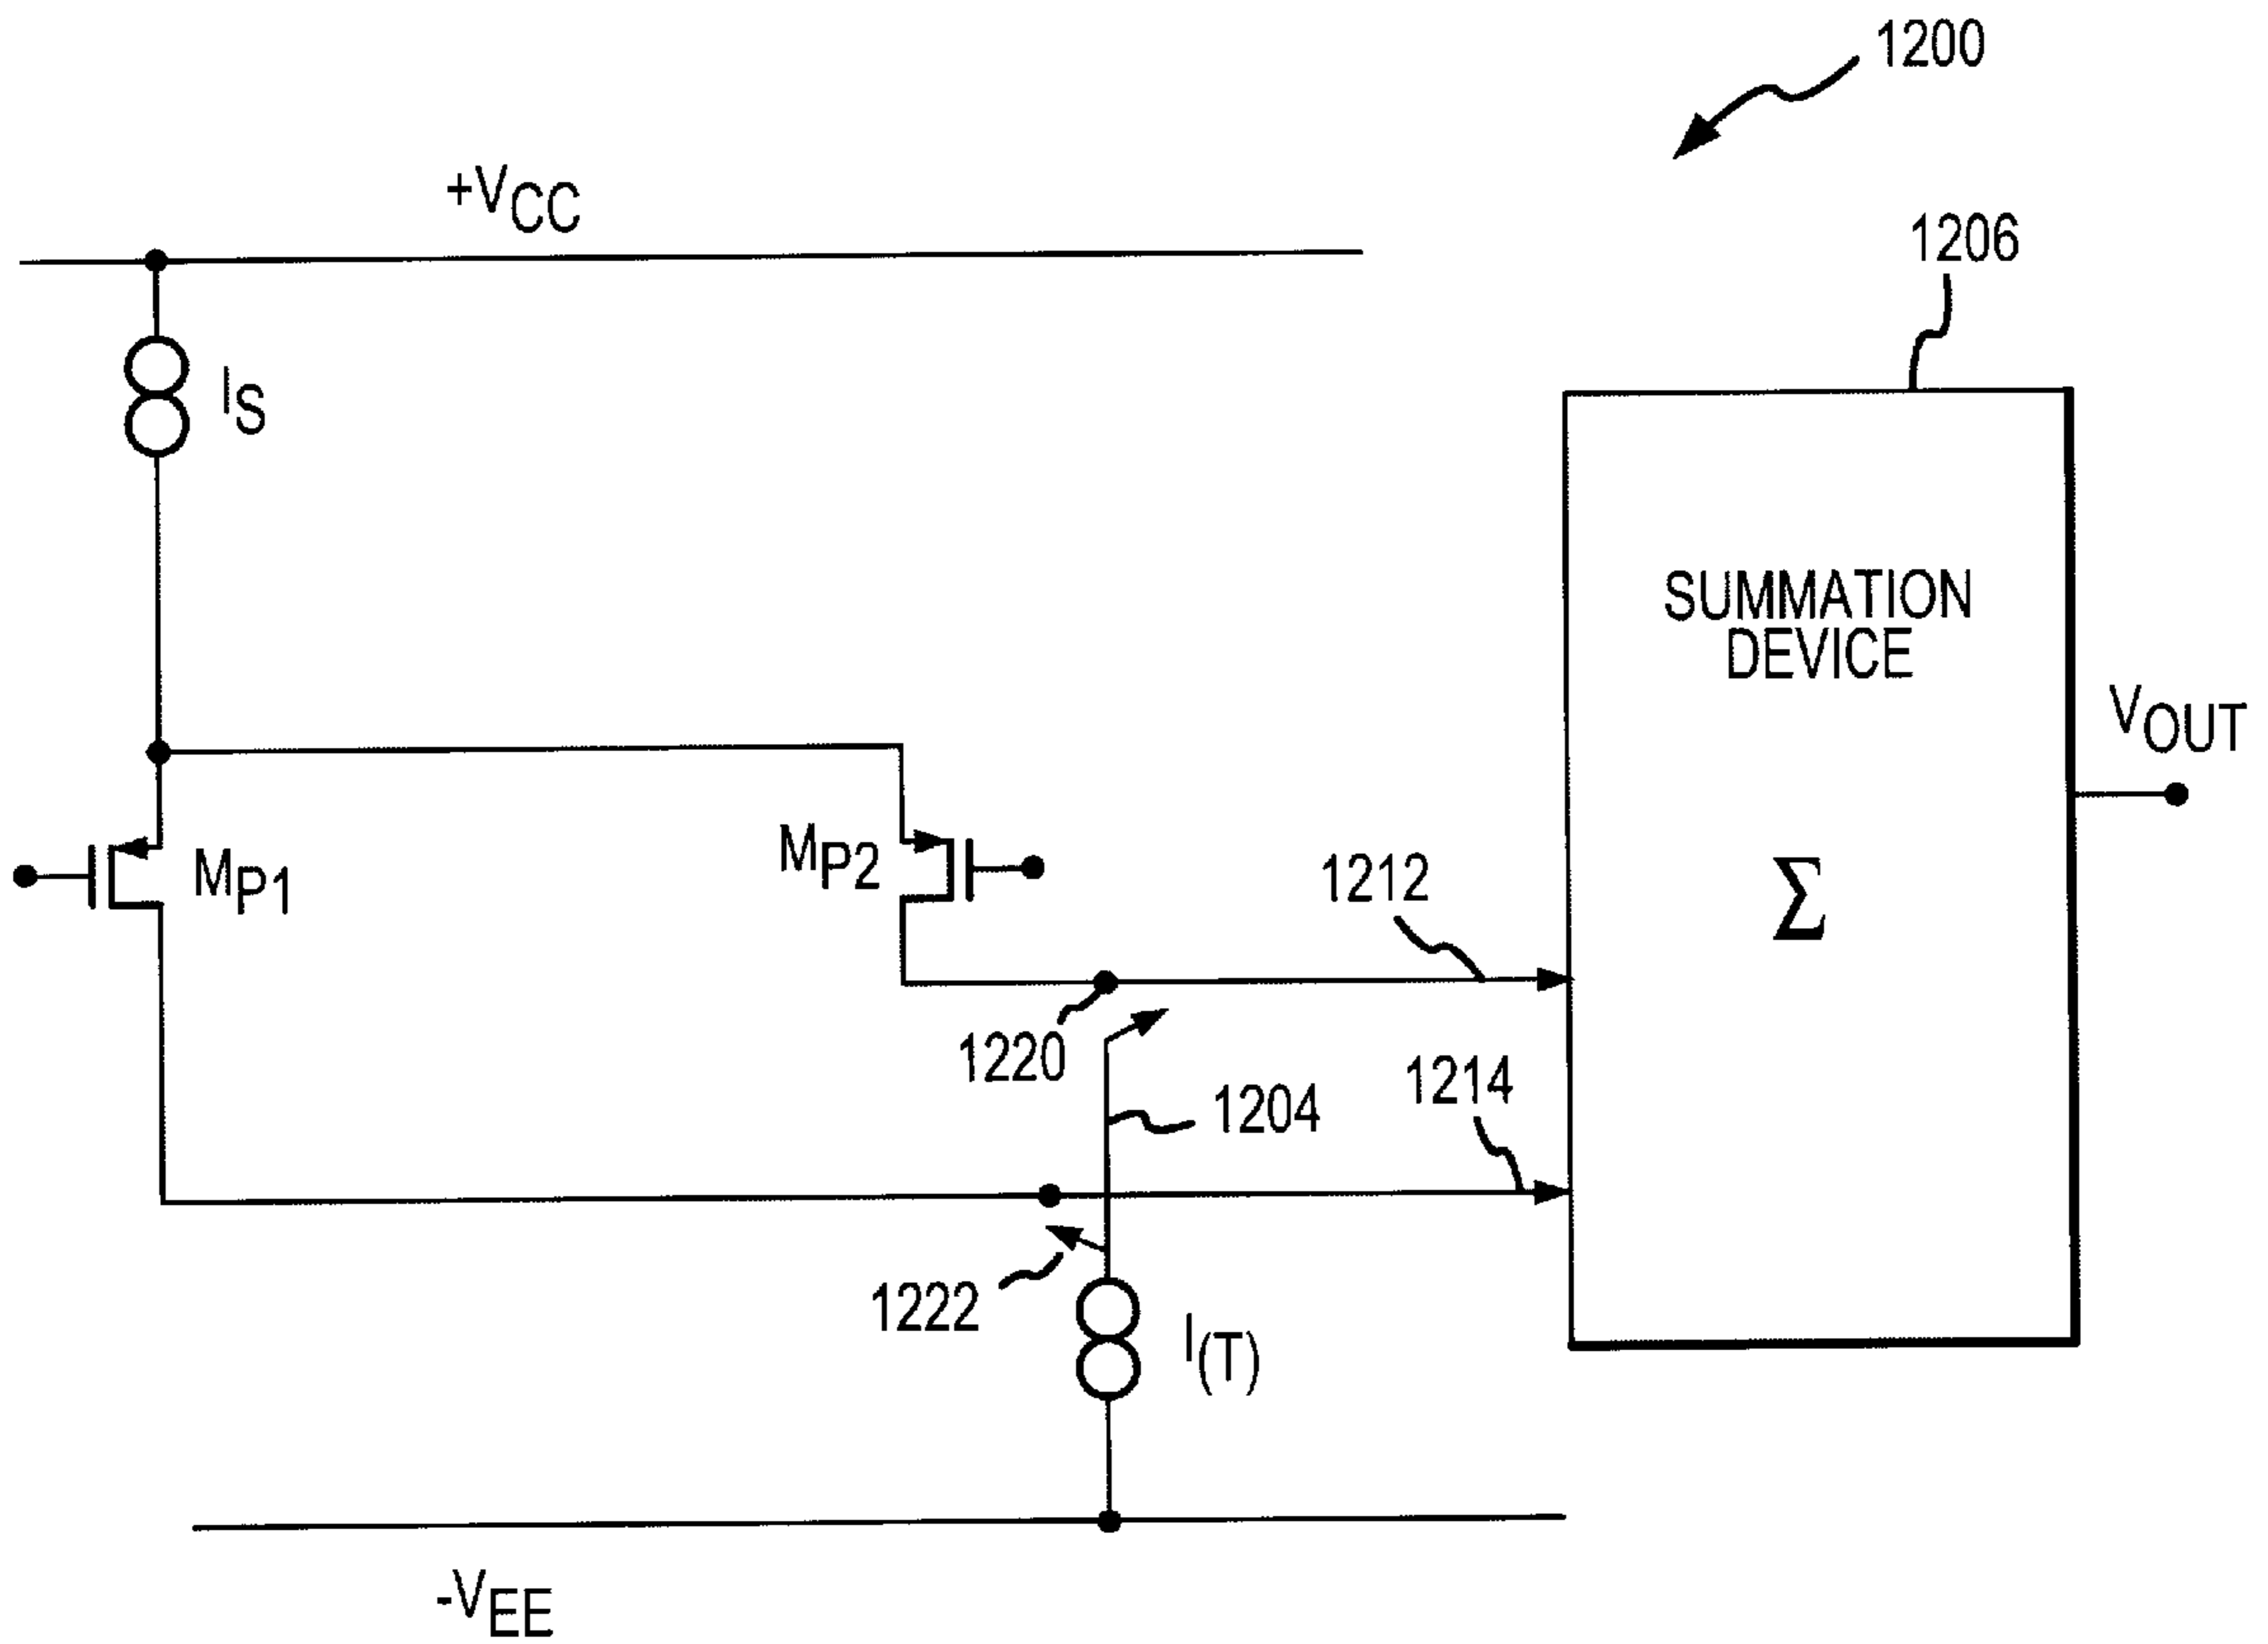 1200
+VCC
1206
IS
SUMMATION
DEVICE
VOUT
MP1
MP2
Σ
1212
1220
1204
1214
1222
I(T)
-VEE